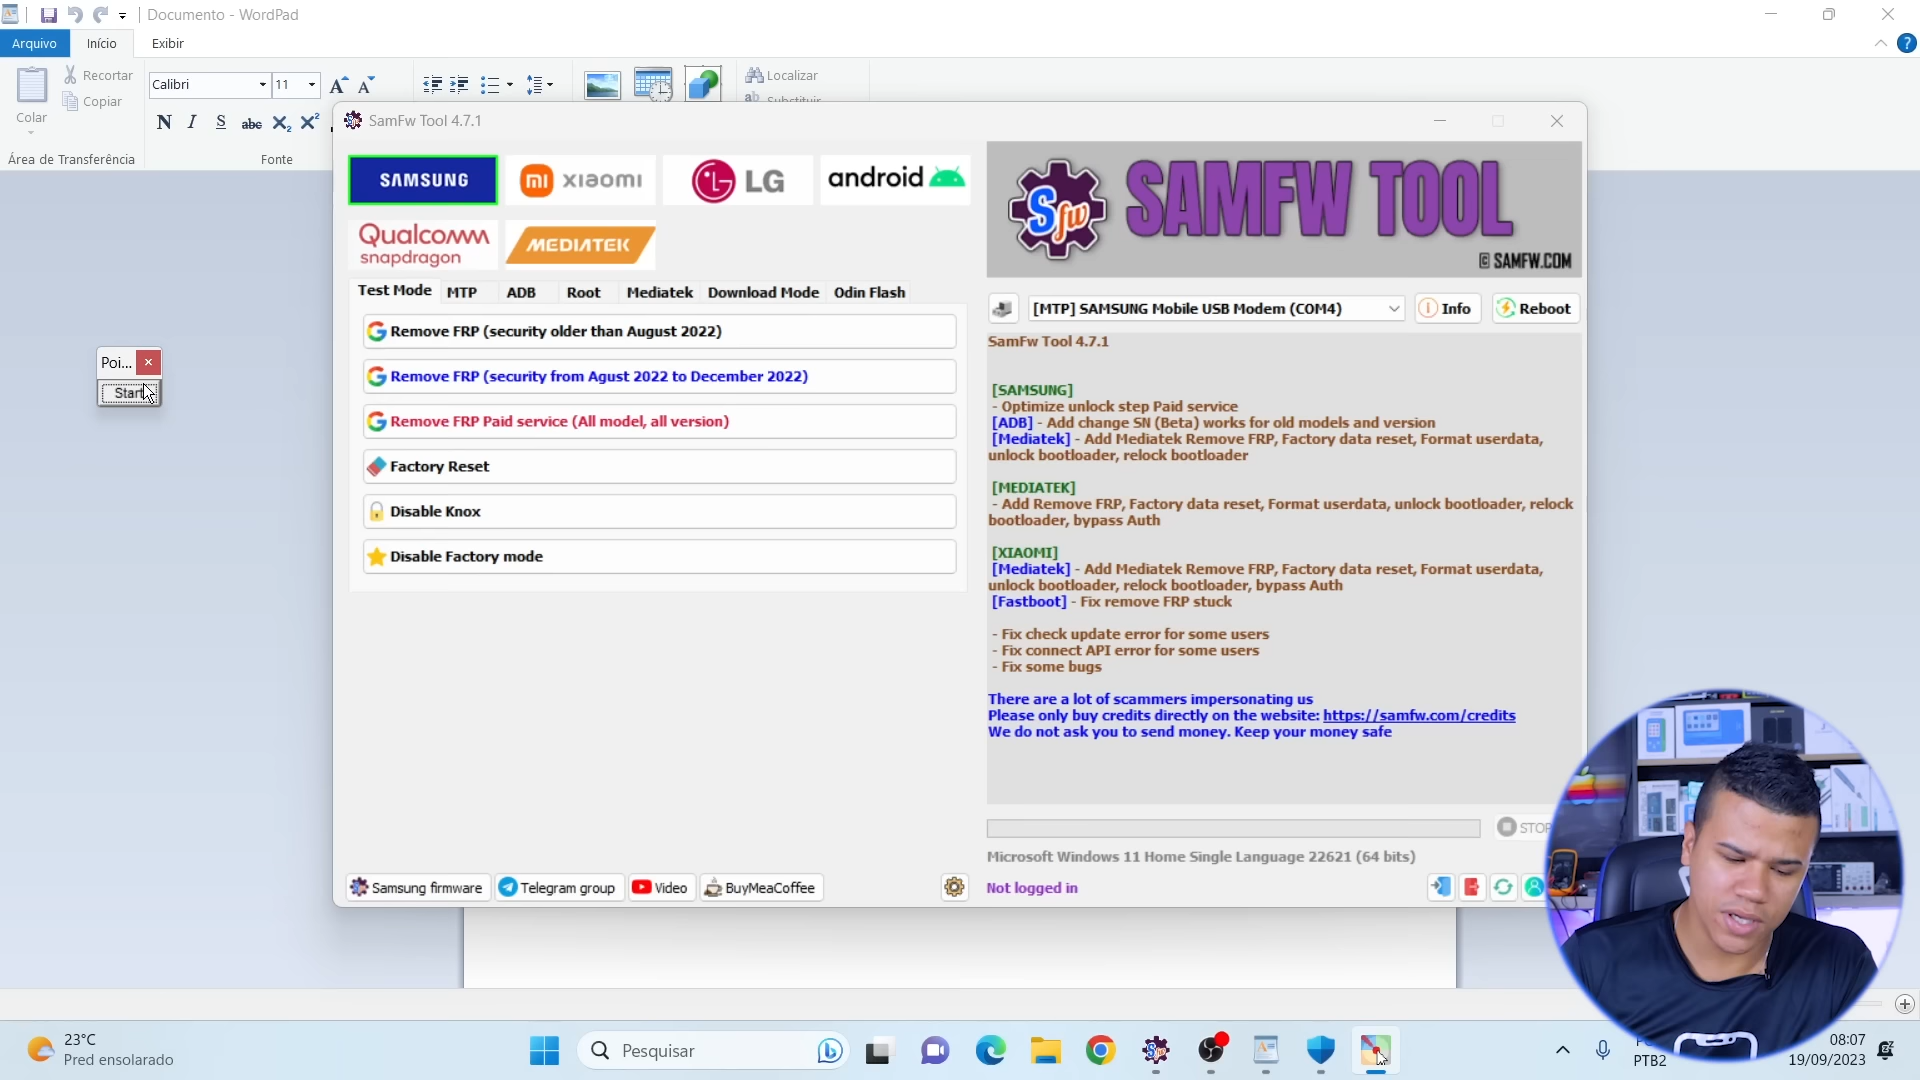 Documento - WordPad
Arquivo
Início
Exibir
Colar
Recortar
Copiar
Calibri
11
N I S abc X₂ X²
Localizar
Substituir
Área de Transferência
Fonte
SamFw Tool 4.7.1
SAMSUNG
mi xiaomi
LG
android
Qualcomm
snapdragon
MEDIATEK
Sfw
SAMFW TOOL
© SAMFW.COM
Test Mode
MTP
ADB
Root
Mediatek
Download Mode
Odin Flash
Remove FRP (security older than August 2022)
Remove FRP (security from Agust 2022 to December 2022)
Remove FRP Paid service (All model, all version)
Factory Reset
Disable Knox
Disable Factory mode
Poi...
Start
[MTP] SAMSUNG Mobile USB Modem (COM4)
Info
Reboot
SamFw Tool 4.7.1
[SAMSUNG]
- Optimize unlock step Paid service
[ADB] - Add change SN (Beta) works for old models and version
[Mediatek] - Add Mediatek Remove FRP, Factory data reset, Format userdata,
unlock bootloader, relock bootloader
[MEDIATEK]
- Add Remove FRP, Factory data reset, Format userdata, unlock bootloader, relock
bootloader, bypass Auth
[XIAOMI]
[Mediatek] - Add Mediatek Remove FRP, Factory data reset, Format userdata,
unlock bootloader, relock bootloader, bypass Auth
[Fastboot] - Fix remove FRP stuck
- Fix check update error for some users
- Fix connect API error for some users
- Fix some bugs
There are a lot of scammers impersonating us
Please only buy credits directly on the website: https://samfw.com/credits
We do not ask you to send money. Keep your money safe
STOP
Microsoft Windows 11 Home Single Language 22621 (64 bits)
Not logged in
Samsung firmware
Telegram group
Video
BuyMeaCoffee
23°C
Pred ensolarado
Pesquisar
PTB2
08:07
19/09/2023